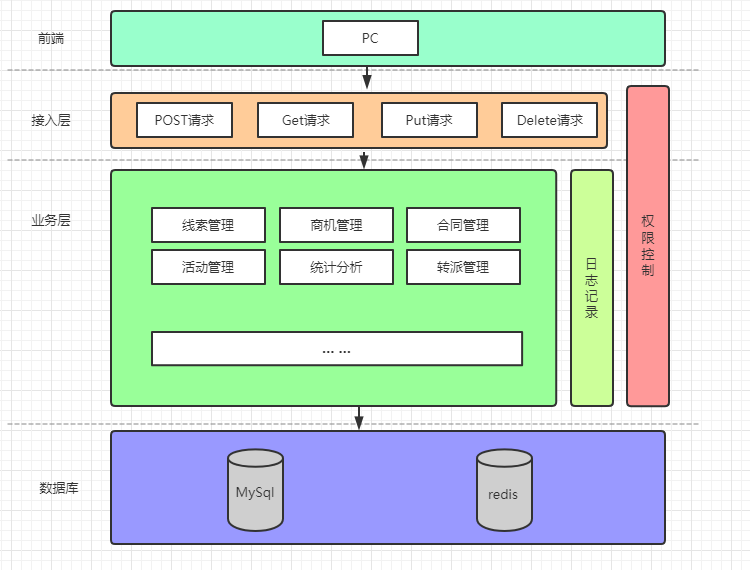 前端
PC
接入层
POST请求
Get请求
Put请求
Delete请求
业务层
线索管理
商机管理
合同管理
活动管理
统计分析
转派管理
... ...
日志记录
权限控制
数据库
MySql
redis